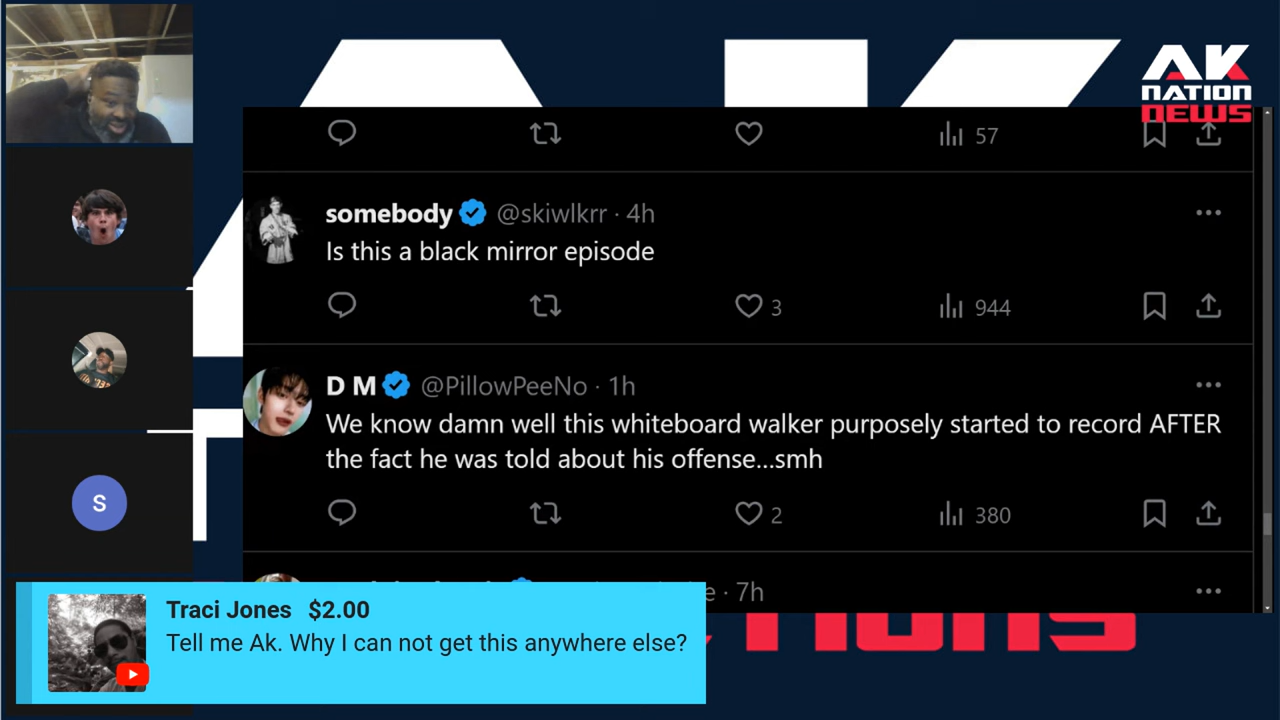 AK
NATION
NEWS
57
somebody @skiwlkrr · 4h
Is this a black mirror episode
3
944
D M @PillowPeeNo · 1h
We know damn well this whiteboard walker purposely started to record AFTER
the fact he was told about his offense...smh
2
380
e · 7h
S
Traci Jones $2.00
Tell me Ak. Why I can not get this anywhere else?